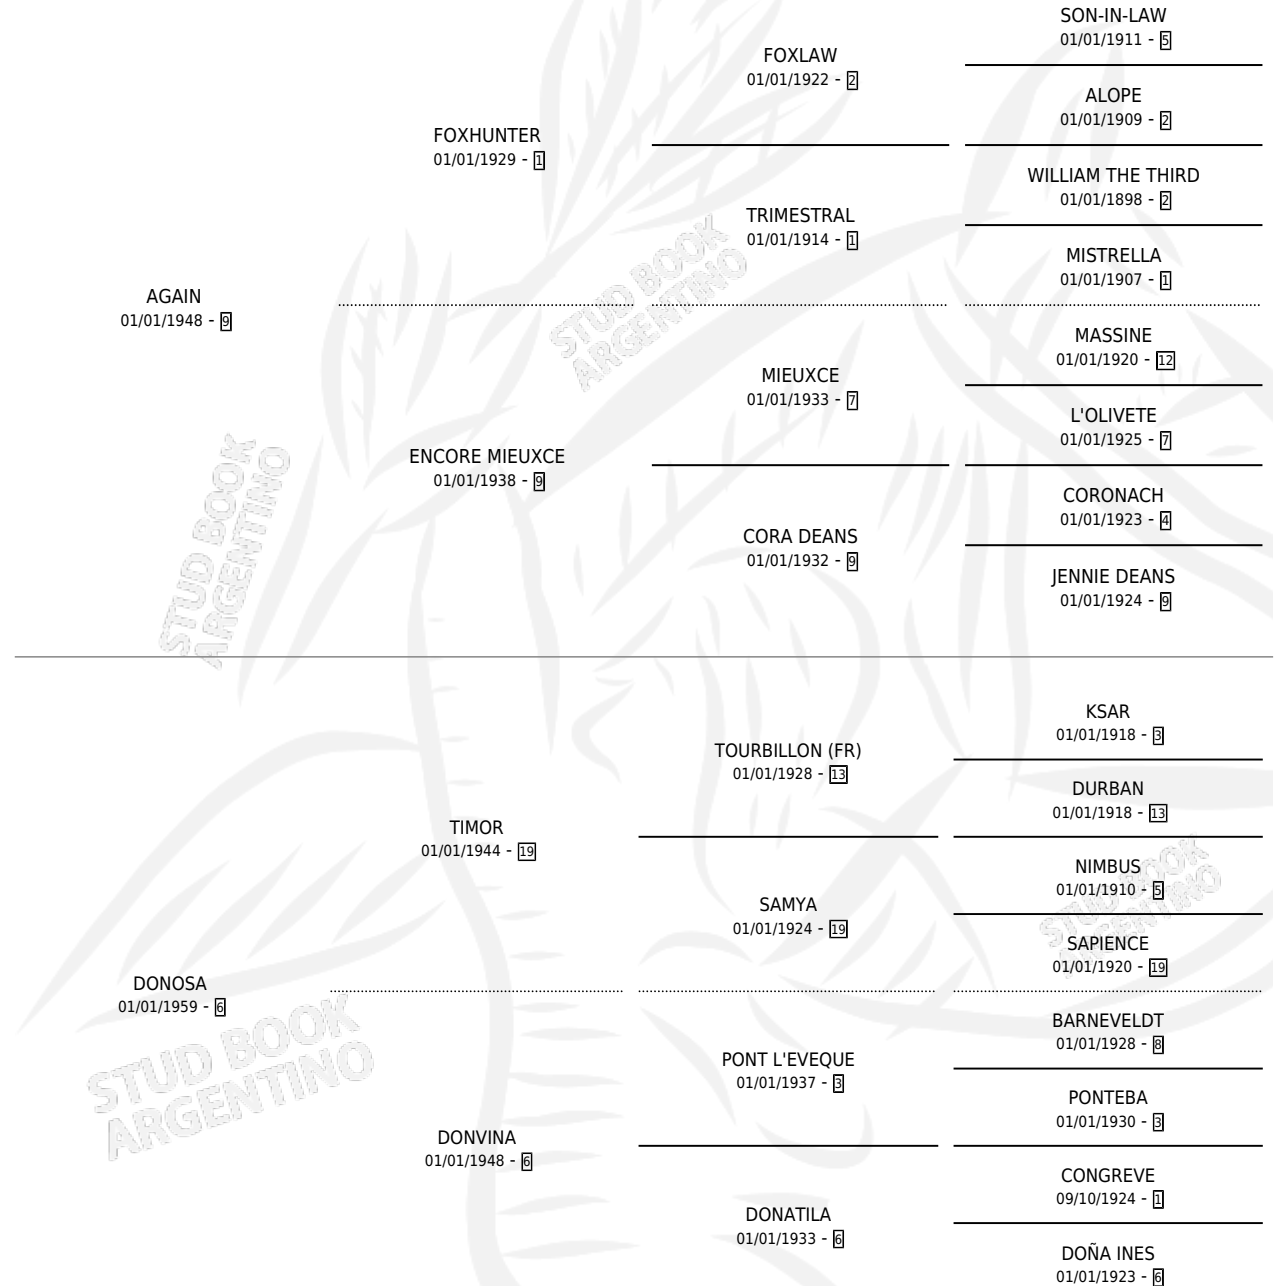 SON-IN-LAW
01/01/1911 - 5
FOXLAW
01/01/1922 - 2
ALOPE
01/01/1909 - 2
FOXHUNTER
01/01/1929 - 1
WILLIAM THE THIRD
01/01/1898 - 2
TRIMESTRAL
01/01/1914 - 1
MISTRELLA
01/01/1907 - 1
AGAIN
01/01/1948 - 9
MASSINE
01/01/1920 - 12
MIEUXCE
01/01/1933 - 7
L'OLIVETE
01/01/1925 - 7
ENCORE MIEUXCE
01/01/1938 - 9
CORONACH
01/01/1923 - 4
CORA DEANS
01/01/1932 - 9
JENNIE DEANS
01/01/1924 - 9
STUD BOOK
ARGENTINO
STUD BOOK
ARGENTINO
KSAR
01/01/1918 - 3
TOURBILLON (FR)
01/01/1928 - 13
DURBAN
01/01/1918 - 13
TIMOR
01/01/1944 - 19
NIMBUS
01/01/1910 - 5
SAMYA
01/01/1924 - 19
SAPIENCE
01/01/1920 - 19
STUD BOOK
ARGENTINO
DONOSA
01/01/1959 - 6
BARNEVELDT
01/01/1928 - 8
PONT L'EVEQUE
01/01/1937 - 3
PONTEBA
01/01/1930 - 3
STUD BOOK
ARGENTINO
DONVINA
01/01/1948 - 6
CONGREVE
09/10/1924 - 1
DONATILA
01/01/1933 - 6
DOÑA INES
01/01/1923 - 6